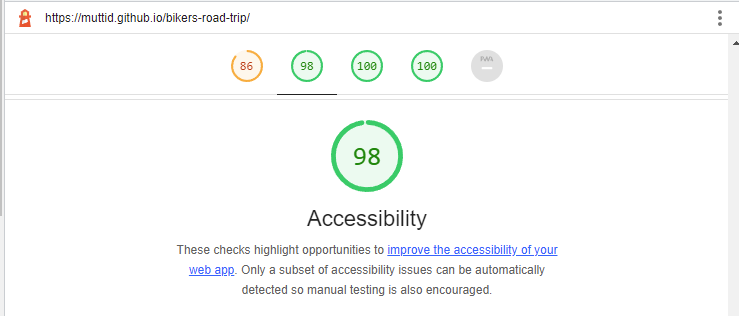 https://muttid.github.io/bikers-road-trip/
86 98 100 100 PWA
98
Accessibility
These checks highlight opportunities to improve the accessibility of your
web app. Only a subset of accessibility issues can be automatically
detected so manual testing is also encouraged.